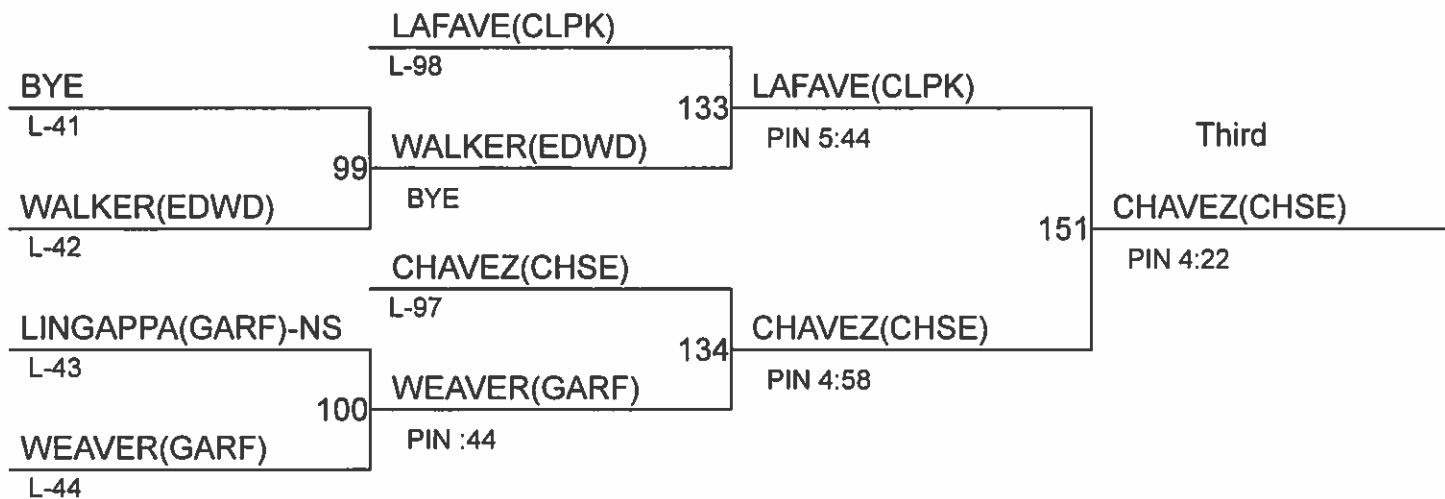 LAFAVE(CLPK)
L-98
BYE
L-41
133
LAFAVE(CLPK)
PIN 5:44
Third
99
WALKER(EDWD)
BYE
WALKER(EDWD)
L-42
151
CHAVEZ(CHSE)
PIN 4:22
CHAVEZ(CHSE)
L-97
LINGAPPA(GARF)-NS
L-43
134
CHAVEZ(CHSE)
PIN 4:58
100
WEAVER(GARF)
PIN :44
WEAVER(GARF)
L-44